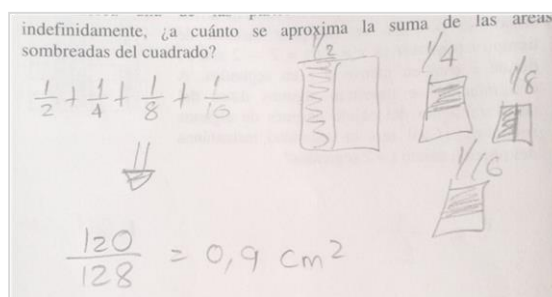 indefinidamente, ¿a cuánto se aproxima la suma de las áreas
sombreadas del cuadrado?
1/2
1/4
1/8
1/2 + 1/4 + 1/8 + 1/16
1/16
120/128 = 0,9 cm²